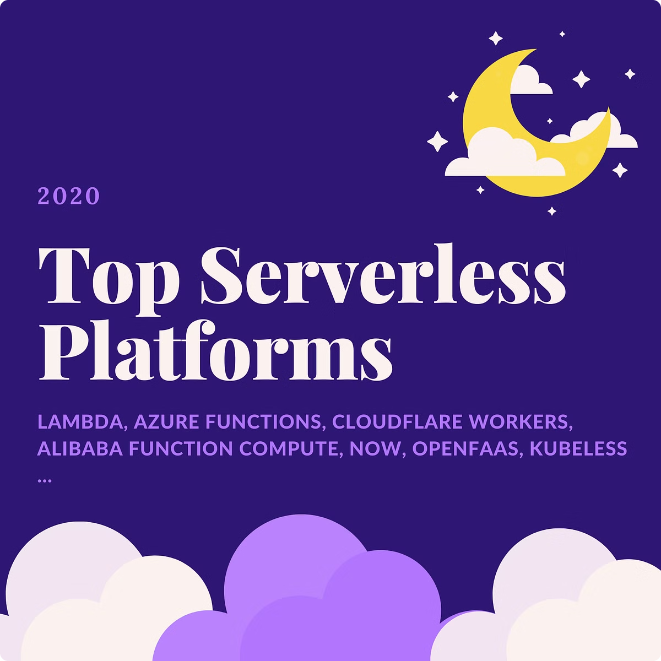 2020
Top Serverless
Platforms
LAMBDA, AZURE FUNCTIONS, CLOUDFLARE WORKERS,
ALIBABA FUNCTION COMPUTE, NOW, OPENFAAS, KUBELESS
...